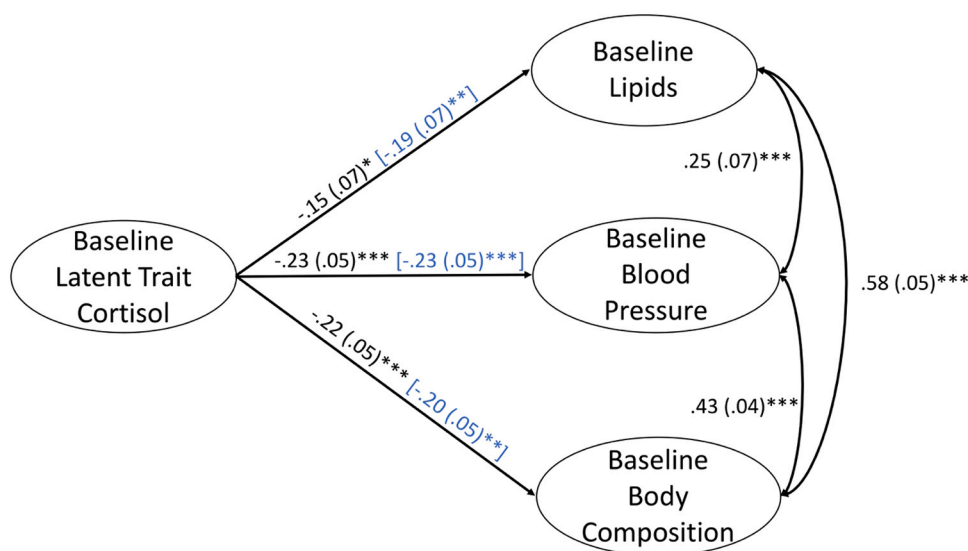 Baseline
Lipids
-.15 (.07)* [-.19 (.07)**]
.25 (.07)***
Baseline
Latent Trait
Cortisol
-.23 (.05)*** [-.23 (.05)***]
Baseline
Blood
Pressure
.58 (.05)***
-.22 (.05)*** [-.20 (.05)**]
.43 (.04)***
Baseline
Body
Composition